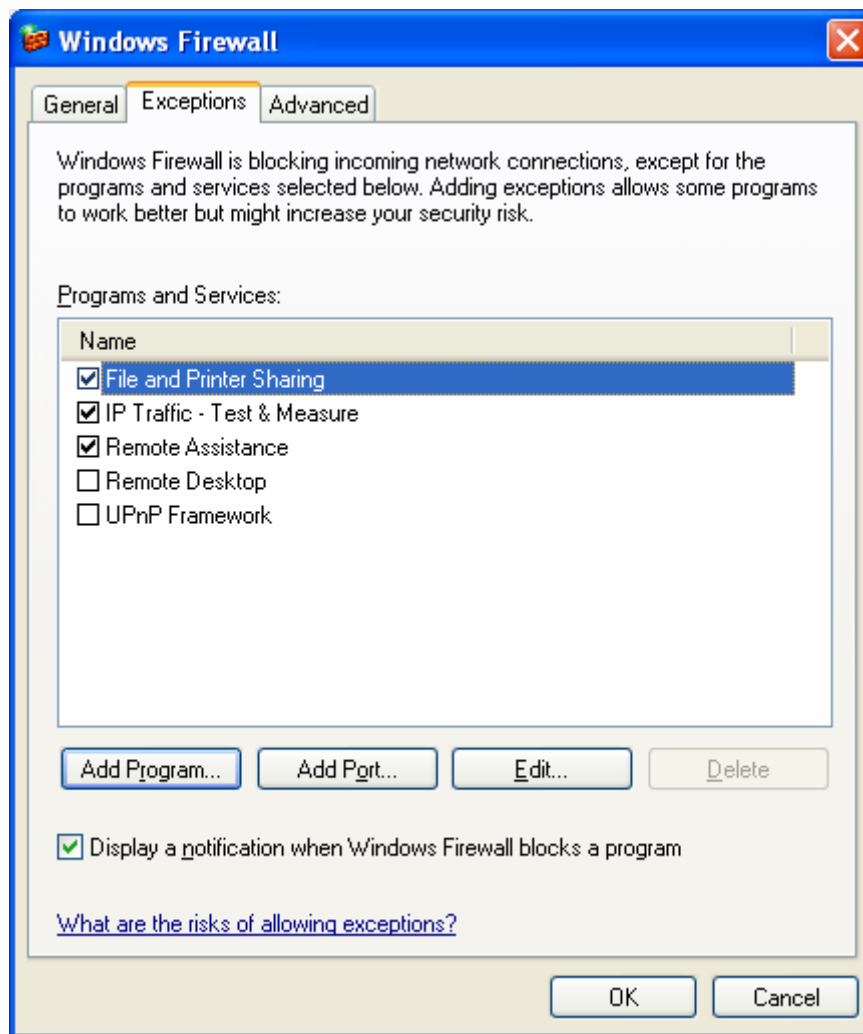 Windows Firewall
General Exceptions Advanced
Windows Firewall is blocking incoming network connections, except for the
programs and services selected below. Adding exceptions allows some programs
to work better but might increase your security risk.
Programs and Services:
Name
File and Printer Sharing
IP Traffic - Test & Measure
Remote Assistance
Remote Desktop
UPnP Framework
Add Program... Add Port... Edit... Delete
Display a notification when Windows Firewall blocks a program
What are the risks of allowing exceptions?
OK Cancel